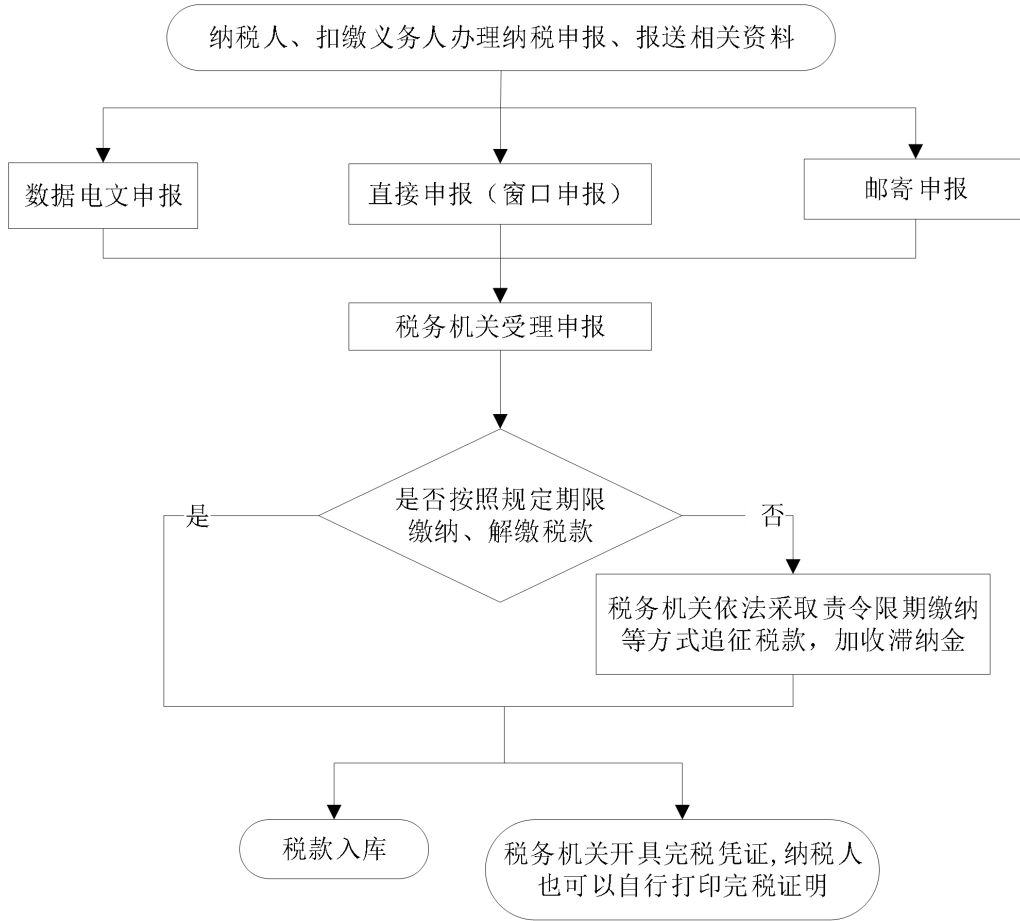 纳税人、扣缴义务人办理纳税申报、报送相关资料
数据电文申报
直接申报（窗口申报）
邮寄申报
税务机关受理申报
是否按照规定期限
缴纳、解缴税款
是
否
税务机关依法采取责令限期缴纳
等方式追征税款，加收滞纳金
税款入库
税务机关开具完税凭证,纳税人
也可以自行打印完税证明